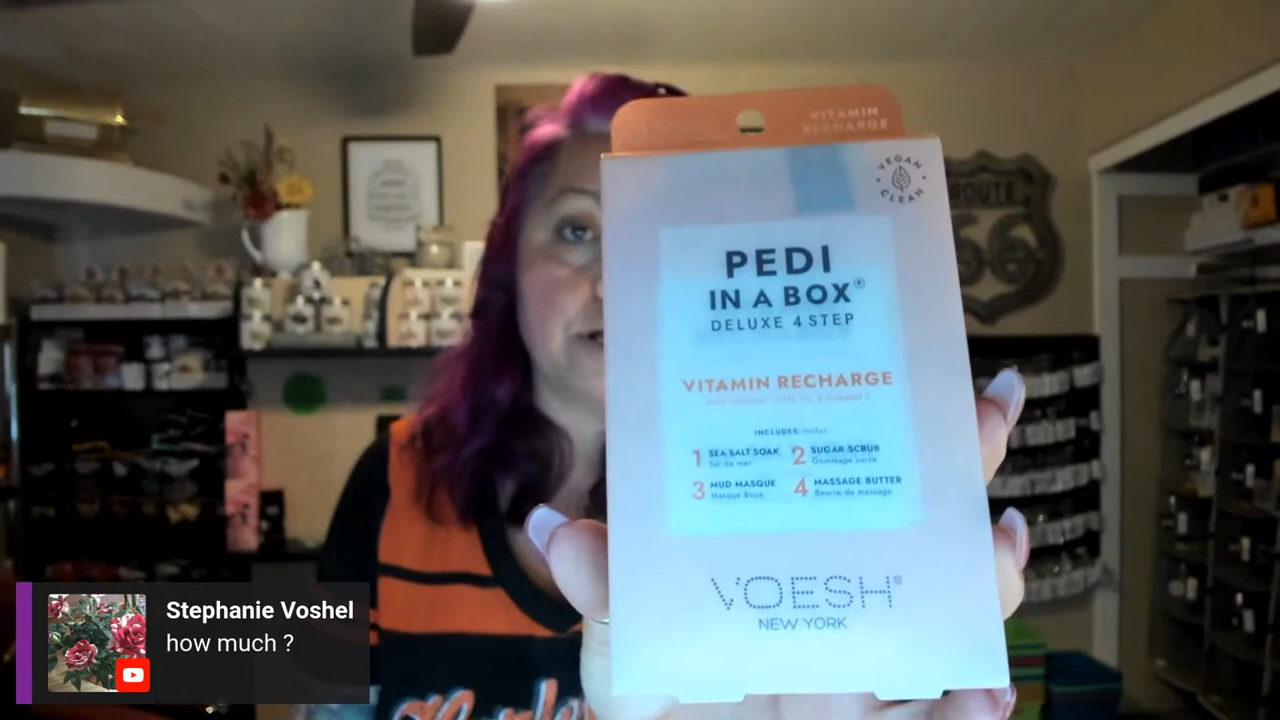 VITAMIN
RECHARGE
VEGAN
CLEAN
PEDI
IN A BOX®
DELUXE 4 STEP
VITAMIN RECHARGE
INCLUDES
1 SEA SALT SOAK
Sel de mer
2 SUGAR SCRUB
Gommage sucre
3 MUD MASQUE
Masque Boue
4 MASSAGE BUTTER
Beurre de massage
VOESH®
NEW YORK
ROUTE
66
Stephanie Voshel
how much ?